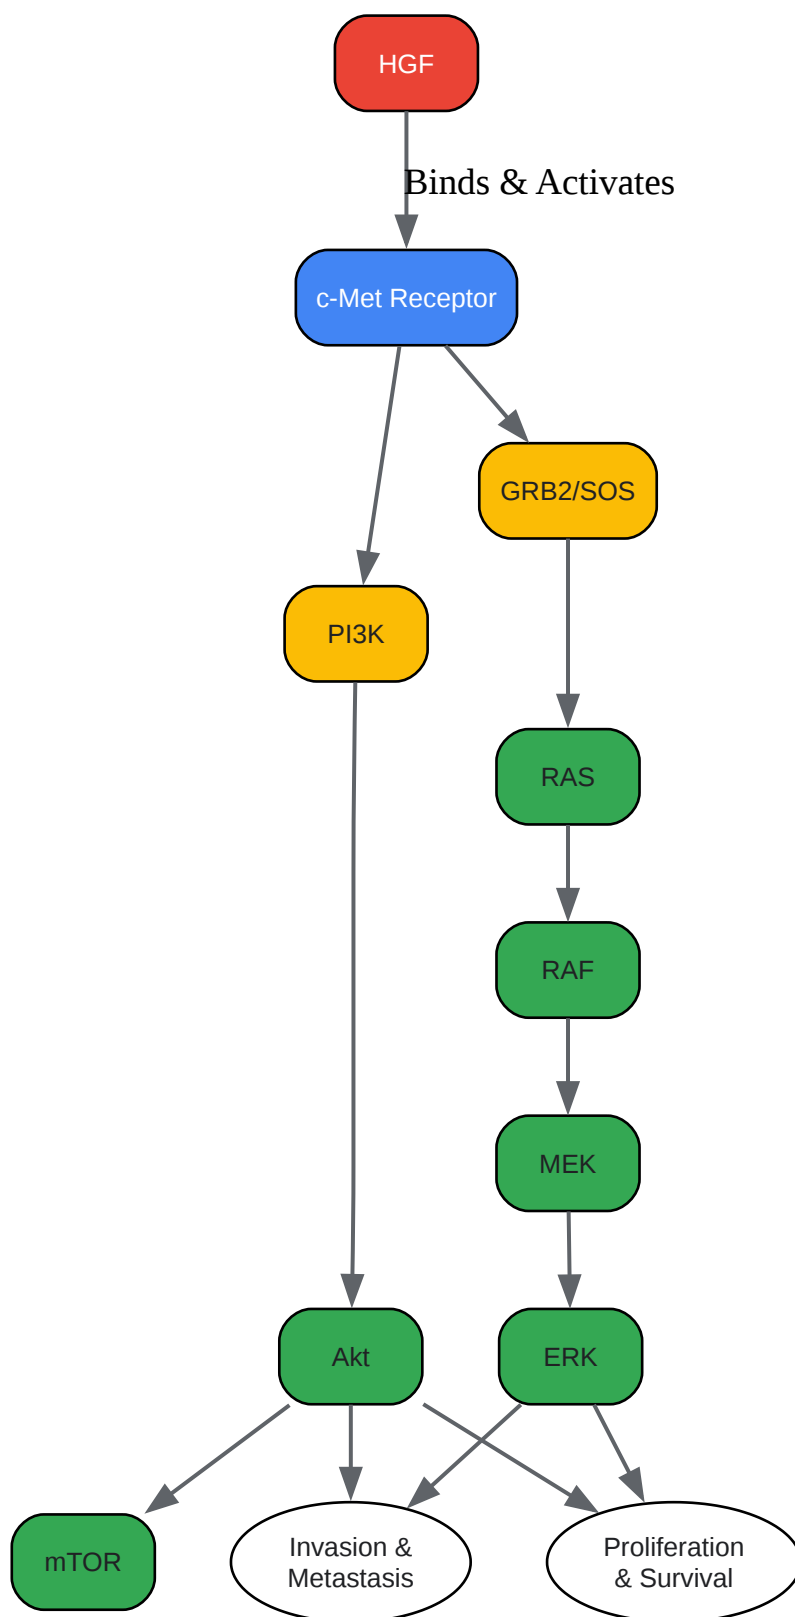 HGF
Binds & Activates
c-Met Receptor
GRB2/SOS
PI3K
RAS
RAF
MEK
Akt
ERK
mTOR
Invasion &
Metastasis
Proliferation
& Survival